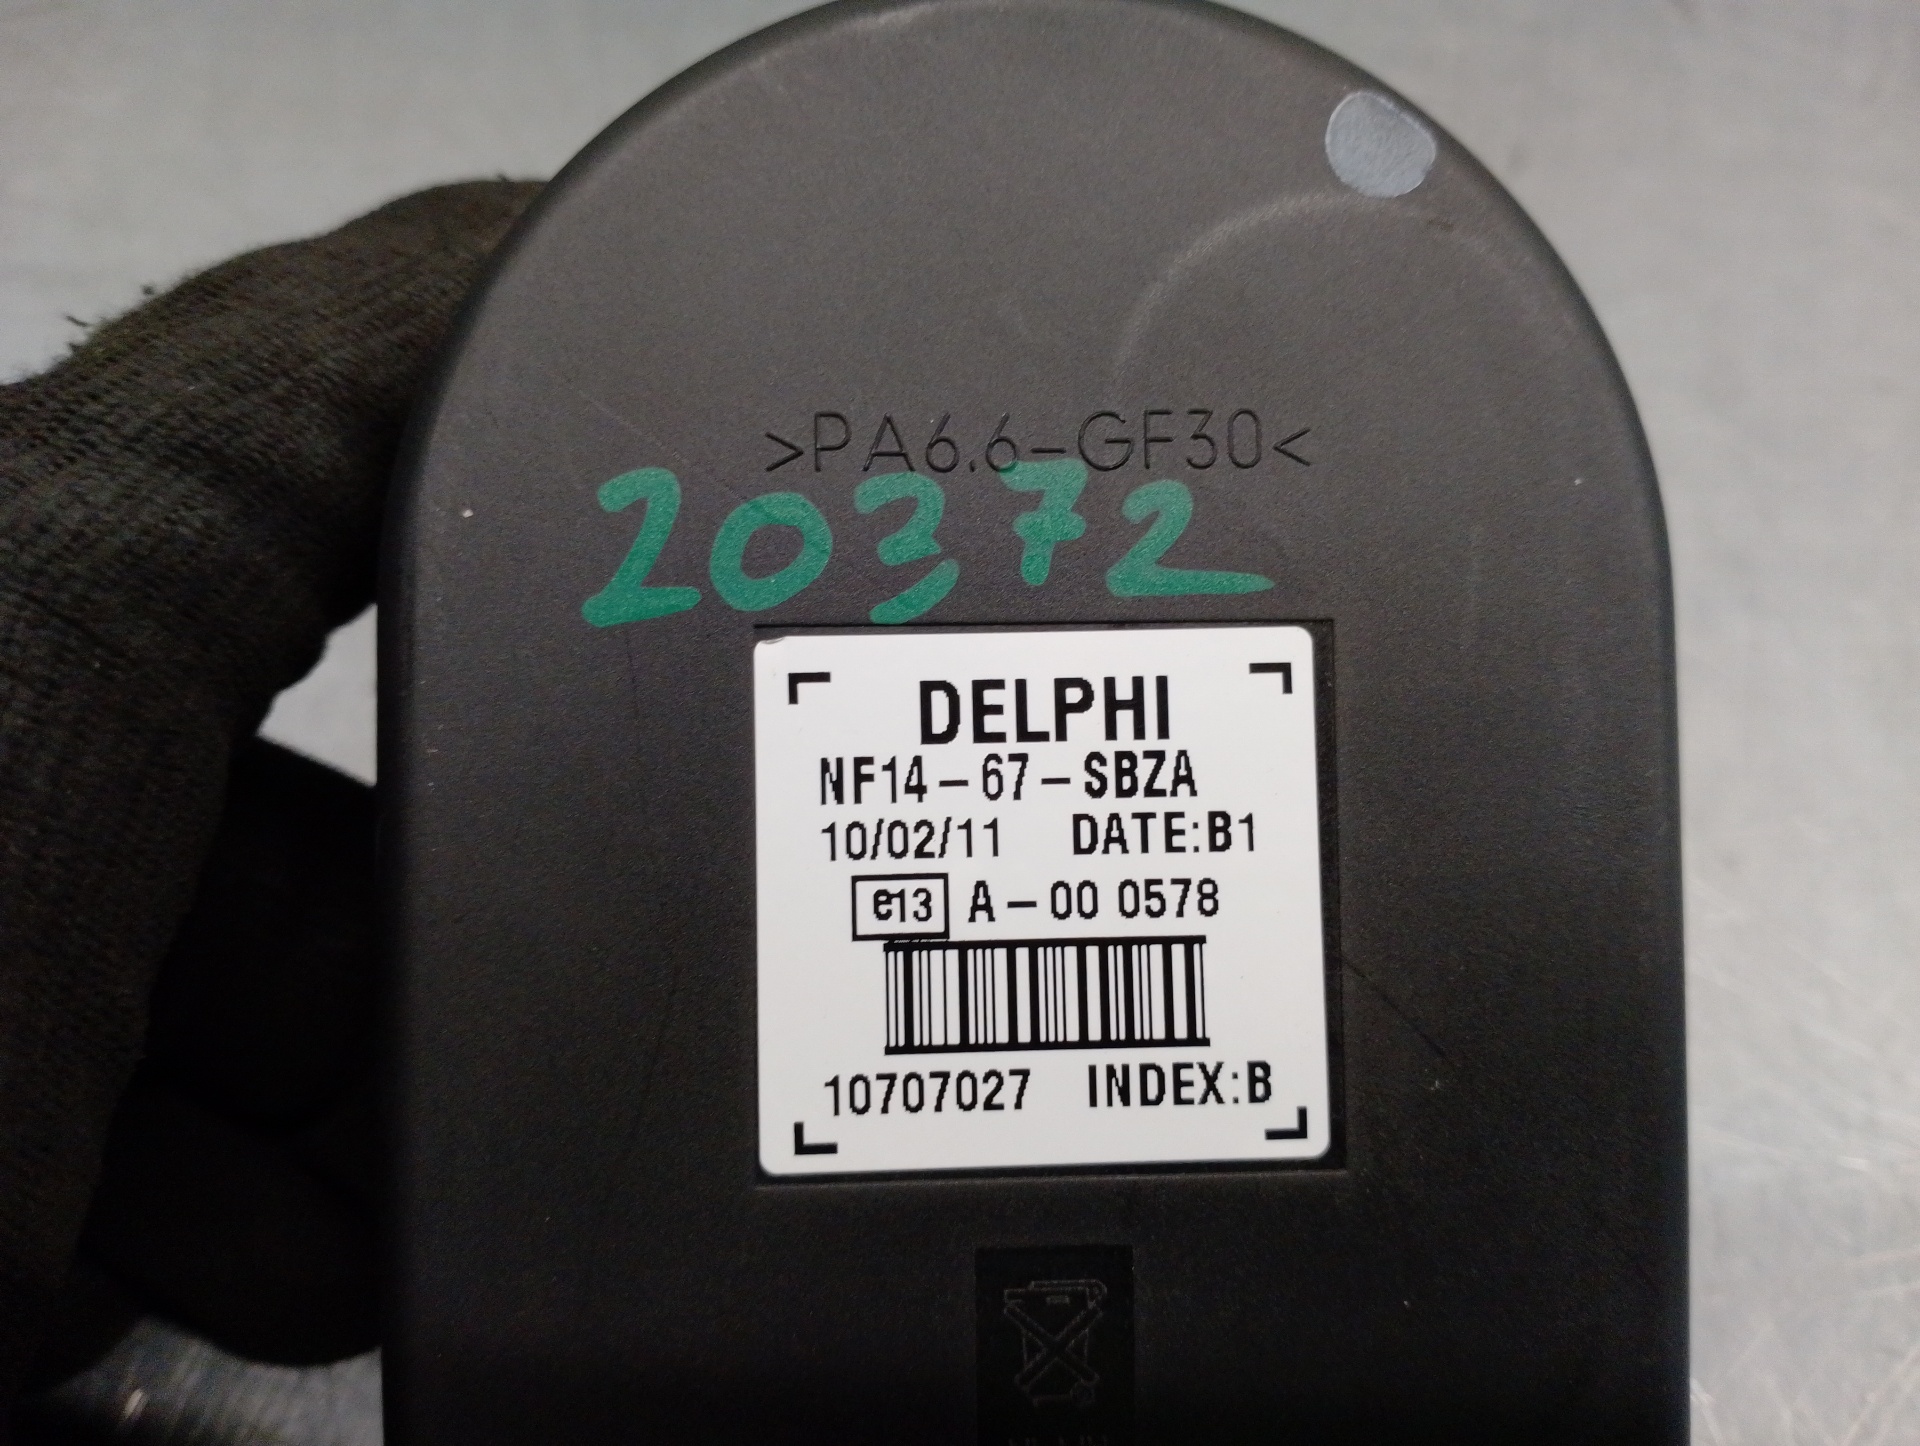 >PA6.6-GF30<
20372
DELPHI
NF14-67-SBZA
10/02/11 DATE:B1
e13 A-00 0578
10707027 INDEX:B